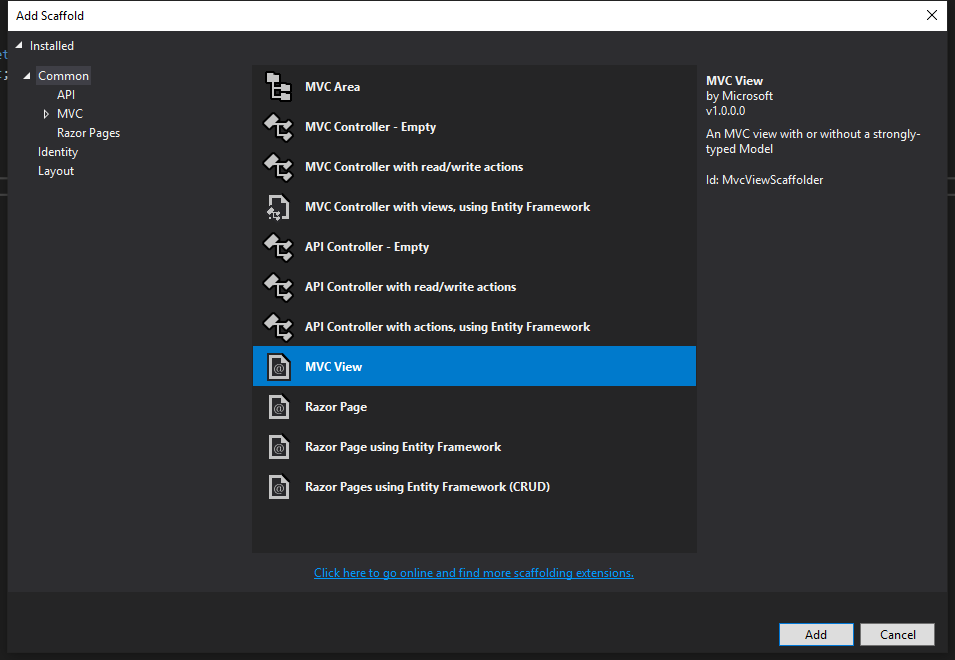 Add Scaffold
Installed
Common
API
MVC
Razor Pages
Identity
Layout
MVC Area
MVC Controller - Empty
MVC Controller with read/write actions
MVC Controller with views, using Entity Framework
API Controller - Empty
API Controller with read/write actions
API Controller with actions, using Entity Framework
MVC View
Razor Page
Razor Page using Entity Framework
Razor Pages using Entity Framework (CRUD)
Click here to go online and find more scaffolding extensions.
MVC View
by Microsoft
v1.0.0.0
An MVC view with or without a strongly-
typed Model
Id: MvcViewScaffolder
Add
Cancel